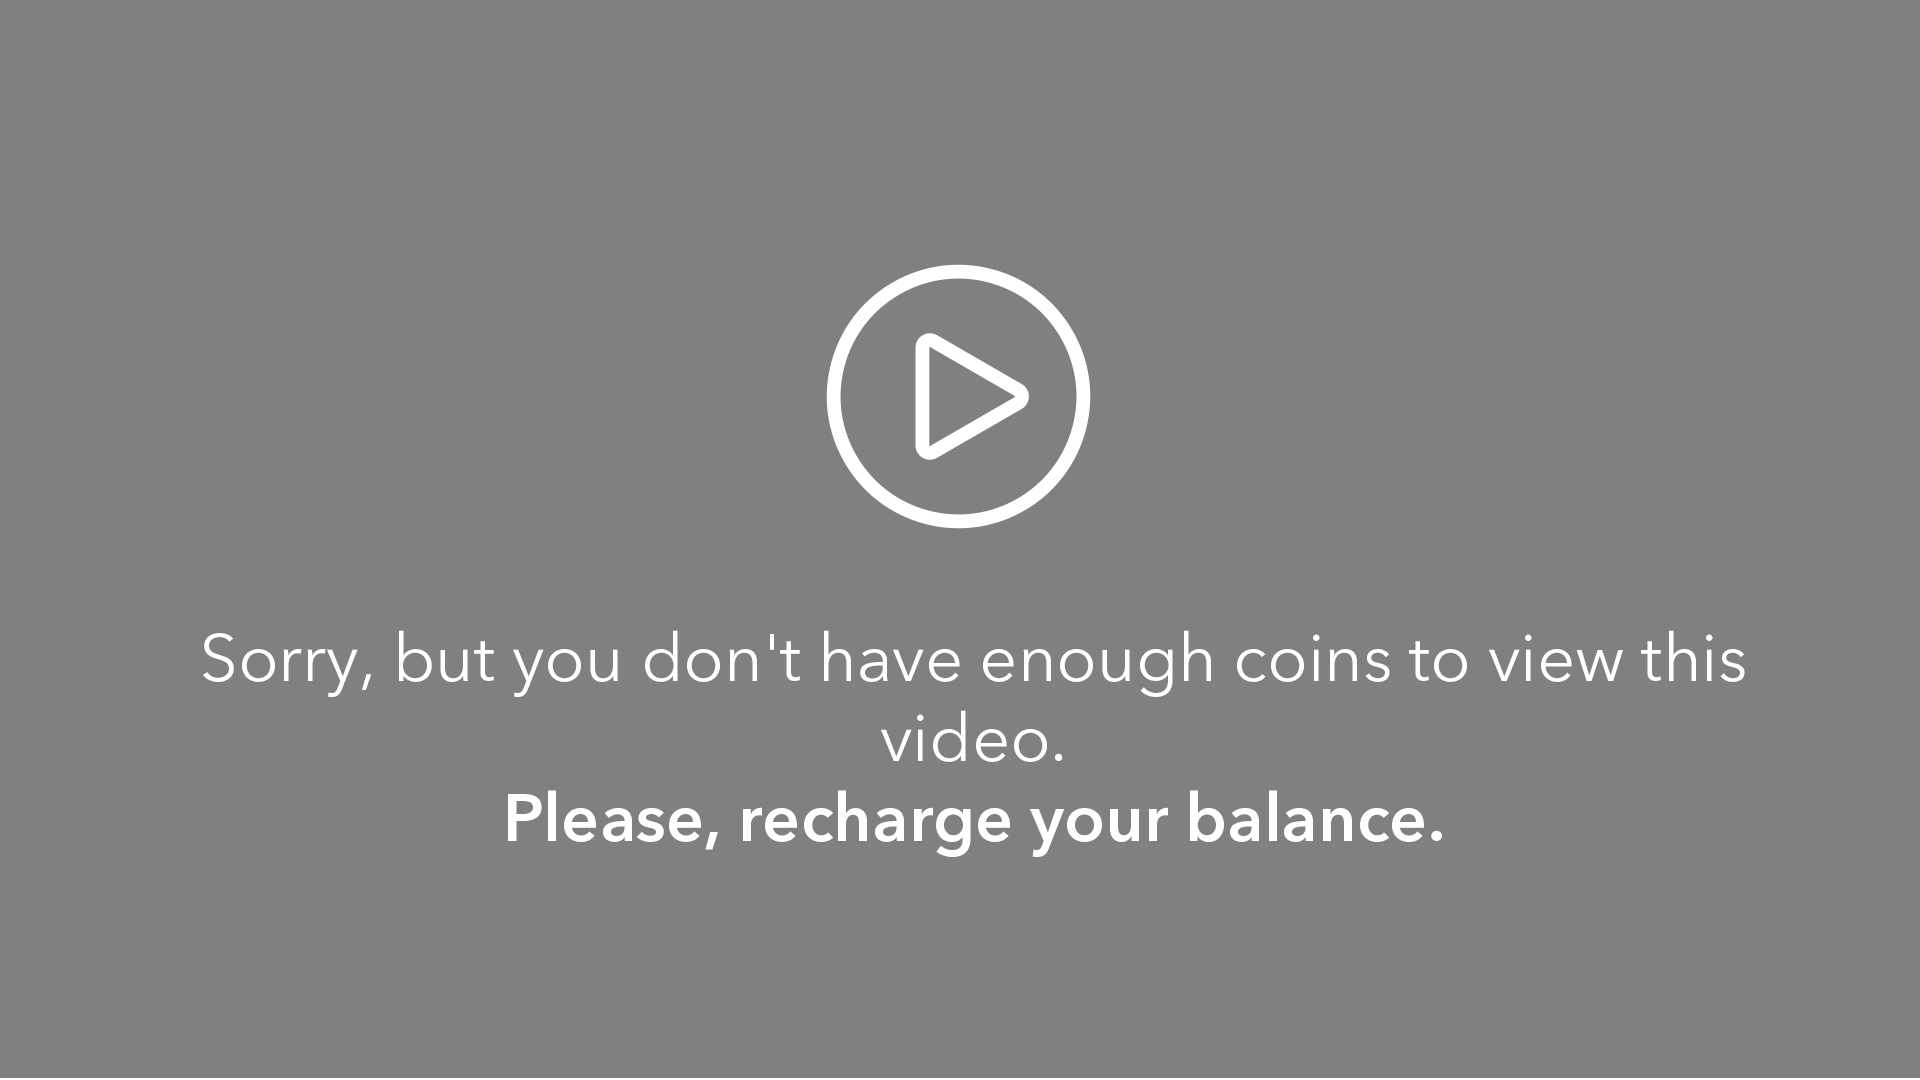 Sorry, but you don't have enough coins to view this
video.
Please, recharge your balance.